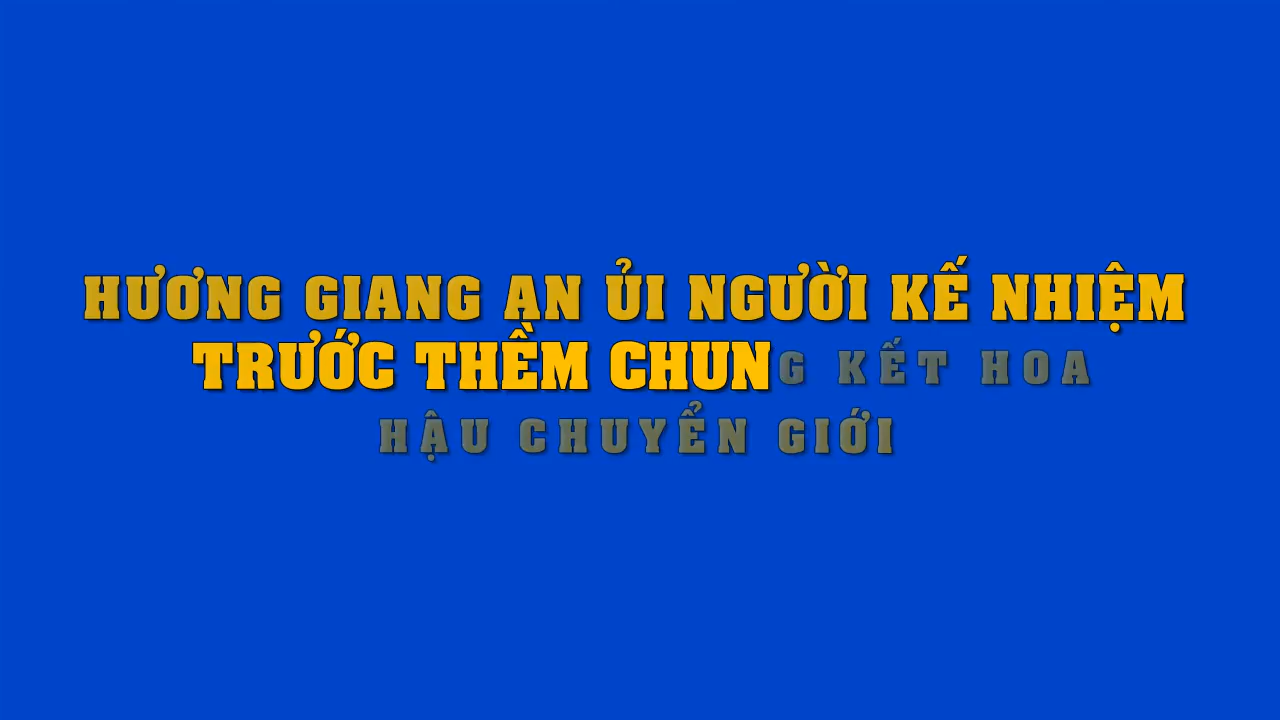 HƯƠNG GIANG AN ỦI NGƯỜI KẾ NHIỆM
TRƯỚC THỀM CHUNG KẾT HOA
HẬU CHUYỂN GIỚI